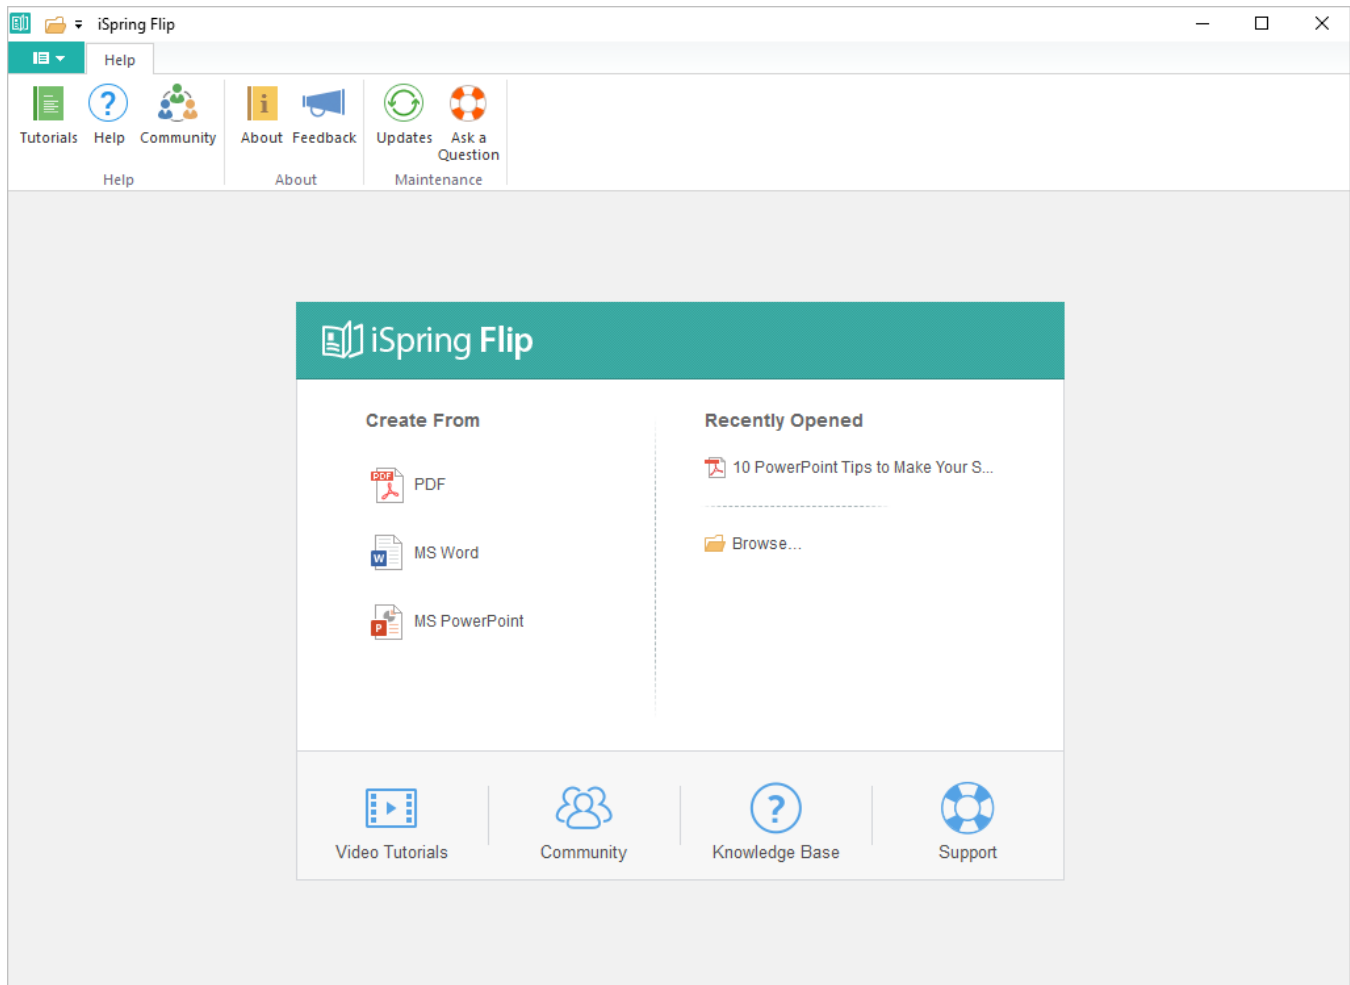 iSpring Flip
Help
Tutorials Help Community About Feedback Updates Ask a Question
Help About Maintenance
iSpring Flip
Create From
PDF
PDF
W MS Word
P MS PowerPoint
Recently Opened
10 PowerPoint Tips to Make Your S...
Browse...
Video Tutorials Community Knowledge Base Support